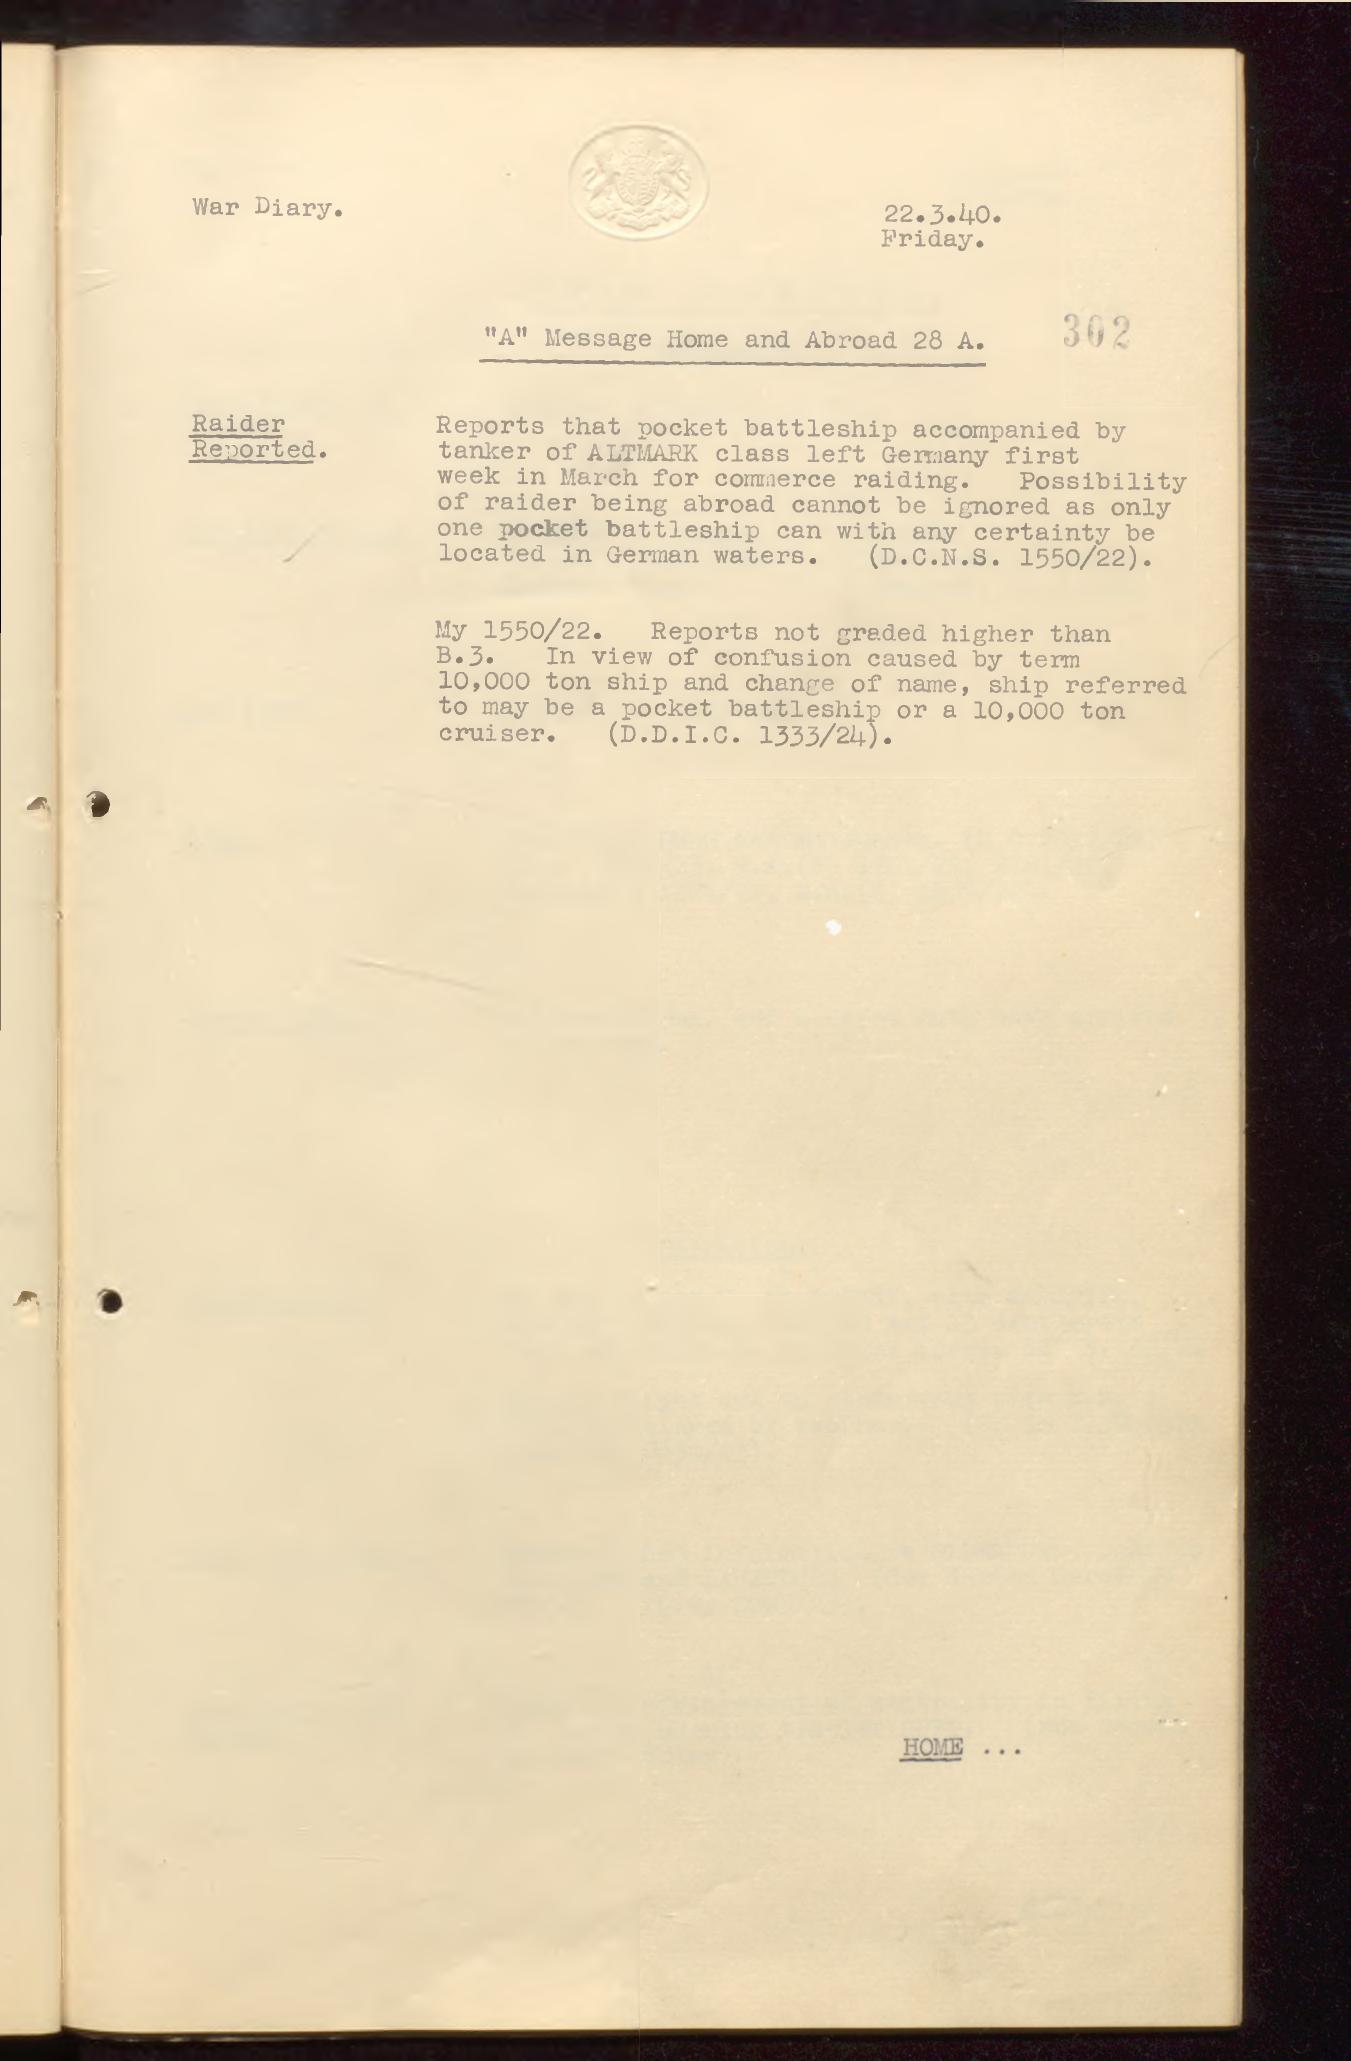 War Diary.
22.3.40.
Friday.
"A" Message Home and Abroad 28 A.
302
Raider
Reported.
Reports that pocket battleship accompanied by
tanker of ALTMARK class left Germany first
week in March for commerce raiding. Possibility
of raider being abroad cannot be ignored as only
one pocket battleship can with any certainty be
located in German waters. (D.C.N.S. 1550/22).
My 1550/22. Reports not graded higher than
B.3. In view of confusion caused by term
10,000 ton ship and change of name, ship referred
to may be a pocket battleship or a 10,000 ton
cruiser. (D.D.I.C. 1333/24).
HOME ...